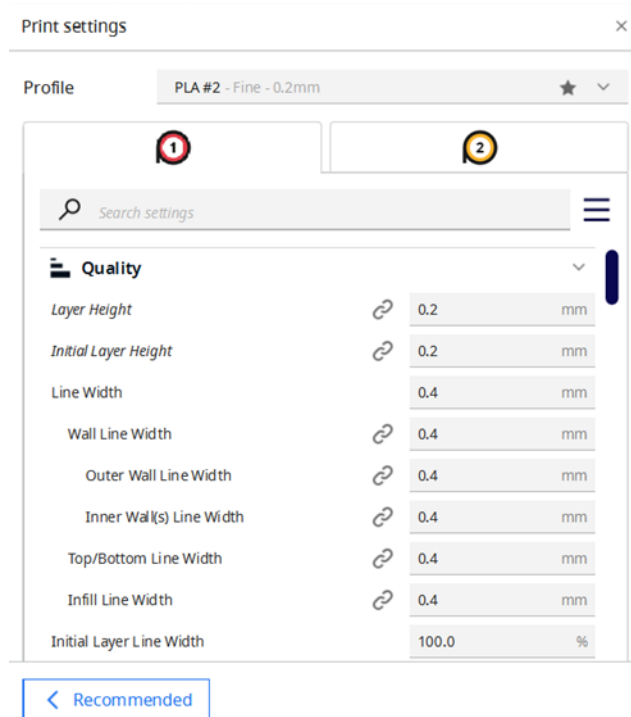 Print settings
Profile PLA #2 - Fine - 0.2mm
1 2
Search settings
Quality
Layer Height 0.2 mm
Initial Layer Height 0.2 mm
Line Width 0.4 mm
Wall Line Width 0.4 mm
Outer Wall Line Width 0.4 mm
Inner Wall(s) Line Width 0.4 mm
Top/Bottom Line Width 0.4 mm
Infill Line Width 0.4 mm
Initial Layer Line Width 100.0 %
Recommended